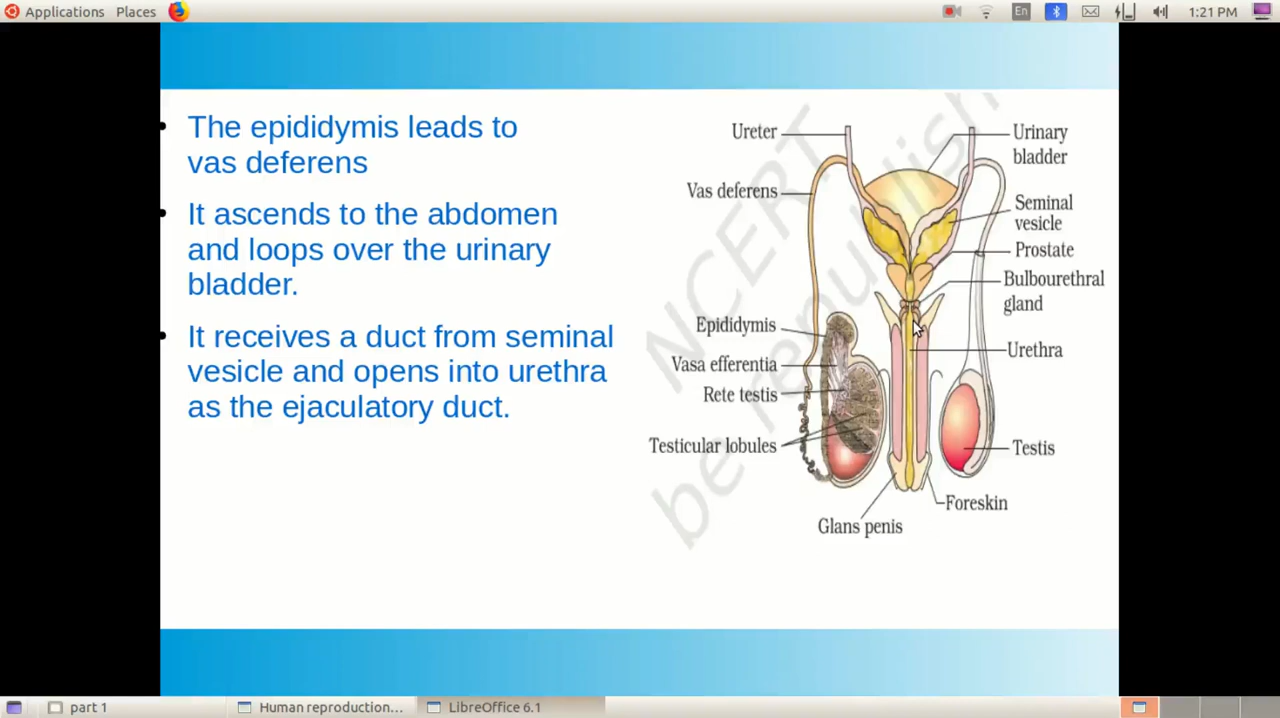 Applications Places
En
1:21 PM
The epididymis leads to
vas deferens
It ascends to the abdomen
and loops over the urinary
bladder.
It receives a duct from seminal
vesicle and opens into urethra
as the ejaculatory duct.
NCERT
be republish
Ureter
Vas deferens
Epididymis
Vasa efferentia
Rete testis
Testicular lobules
Glans penis
Urinary
bladder
Seminal
vesicle
Prostate
Bulbourethral
gland
Urethra
Testis
Foreskin
part 1
Human reproduction...
LibreOffice 6.1